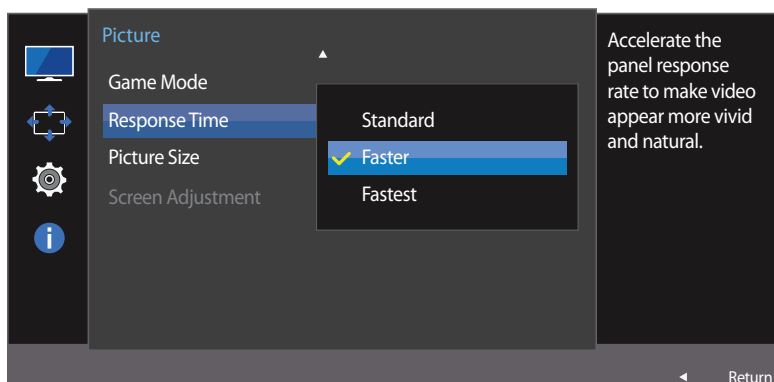 Picture
Game Mode
Response Time
Picture Size
Screen Adjustment
Standard
Faster
Fastest
Accelerate the
panel response
rate to make video
appear more vivid
and natural.
Return